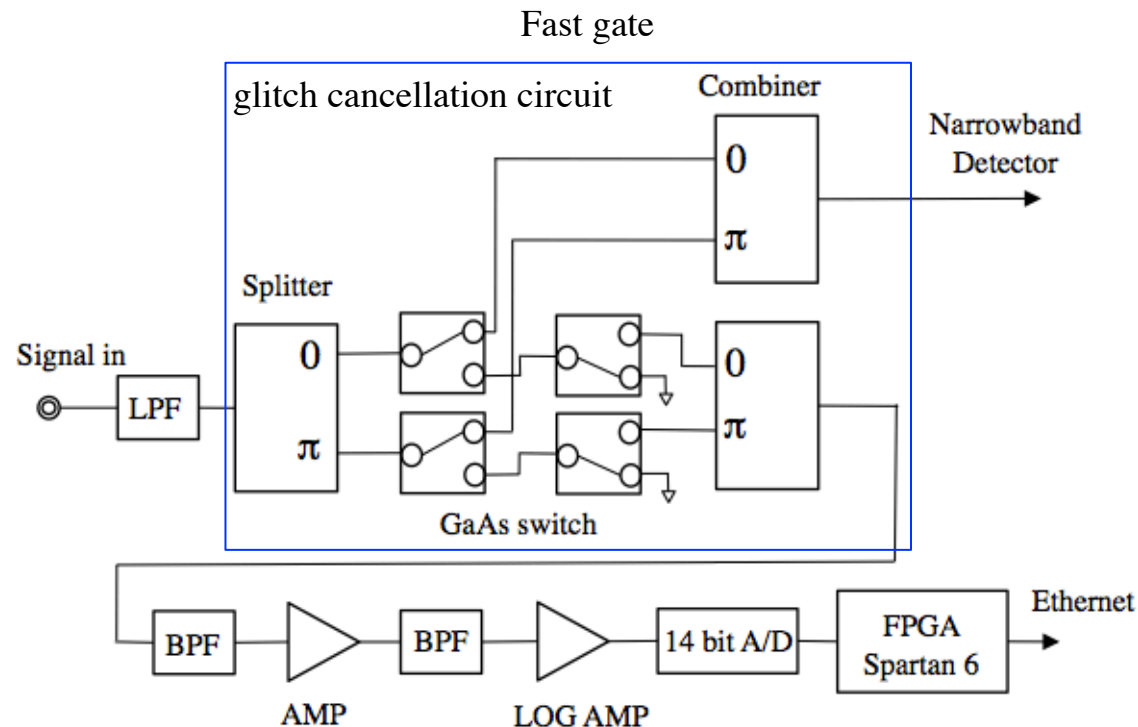 Fast gate
glitch cancellation circuit
Combiner
Narrowband
Detector
0
π
Splitter
Signal in
LPF
0
π
0
π
GaAs switch
BPF
AMP
BPF
LOG AMP
14 bit A/D
FPGA
Spartan 6
Ethernet